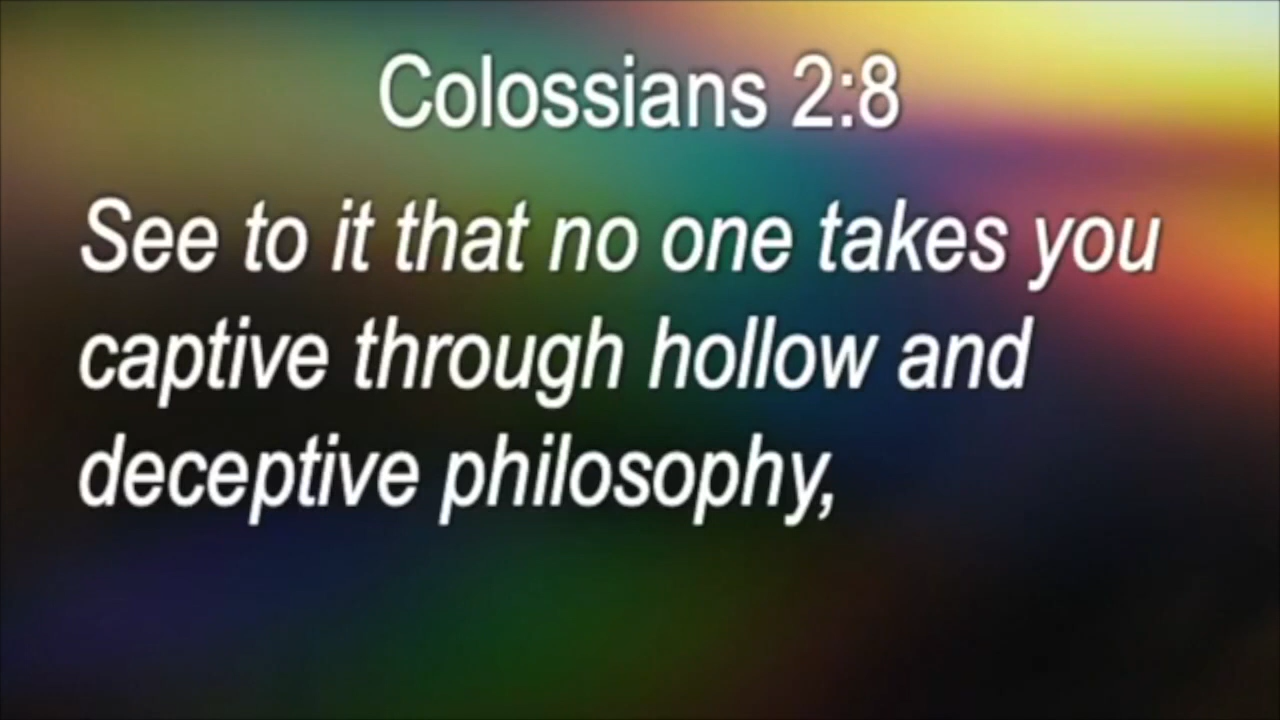 Colossians 2:8
See to it that no one takes you
captive through hollow and
deceptive philosophy,